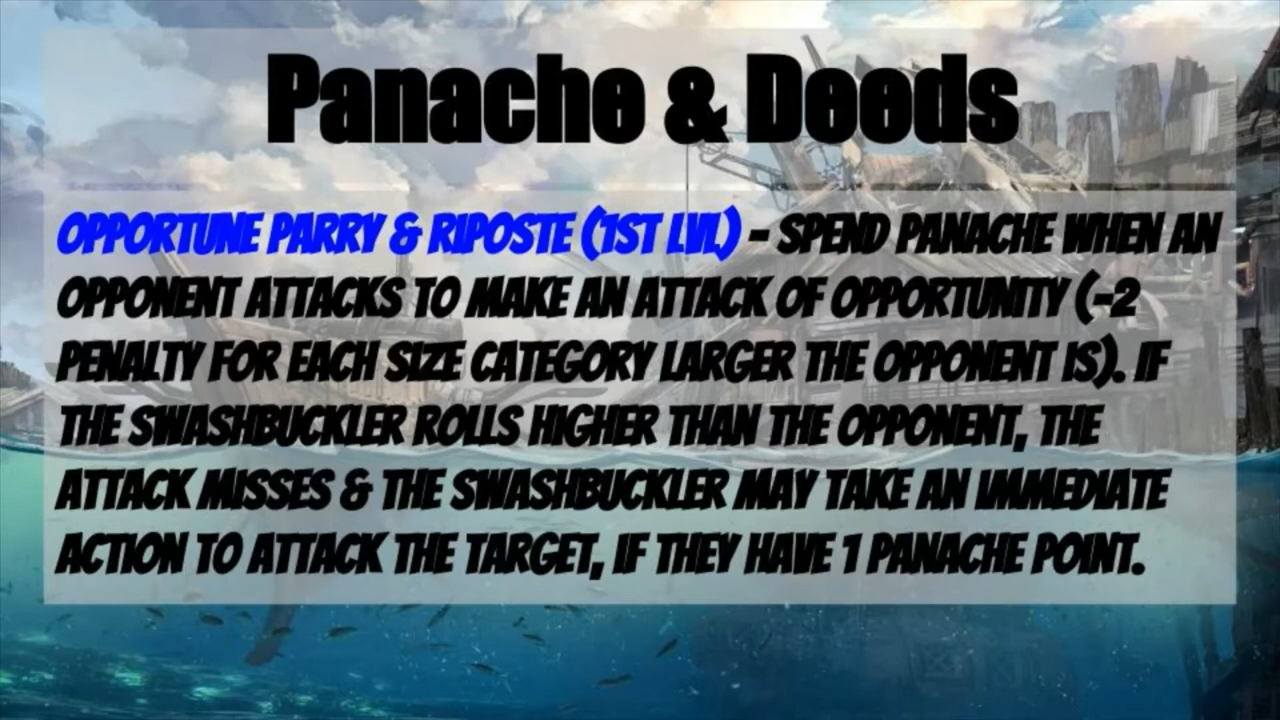 Panache & Deeds
OPPORTUNE PARRY & RIPOSTE (1ST LVL) - SPEND PANACHE WHEN AN
OPPONENT ATTACKS TO MAKE AN ATTACK OF OPPORTUNITY (-2
PENALTY FOR EACH SIZE CATEGORY LARGER THE OPPONENT IS). IF
THE SWASHBUCKLER ROLLS HIGHER THAN THE OPPONENT, THE
ATTACK MISSES & THE SWASHBUCKLER MAY TAKE AN IMMEDIATE
ACTION TO ATTACK THE TARGET, IF THEY HAVE 1 PANACHE POINT.